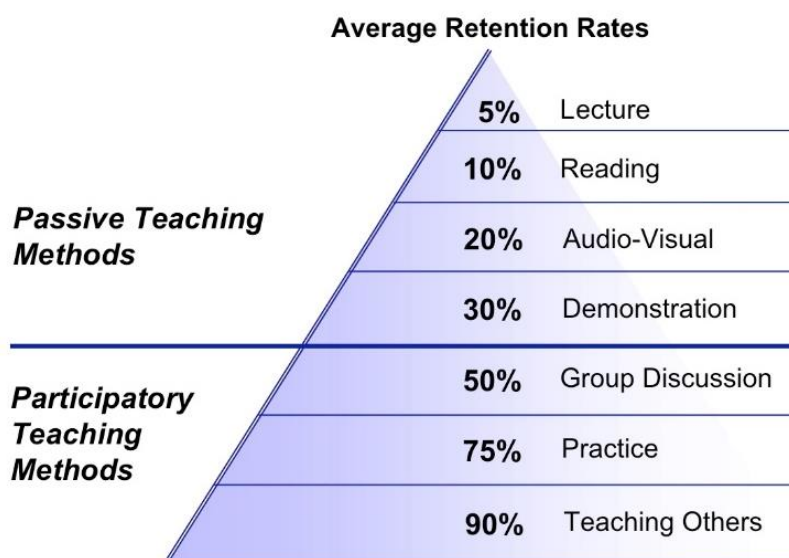 Average Retention Rates
5% Lecture
10% Reading
Passive Teaching
Methods
20% Audio-Visual
30% Demonstration
50% Group Discussion
Participatory
Teaching
Methods
75% Practice
90% Teaching Others